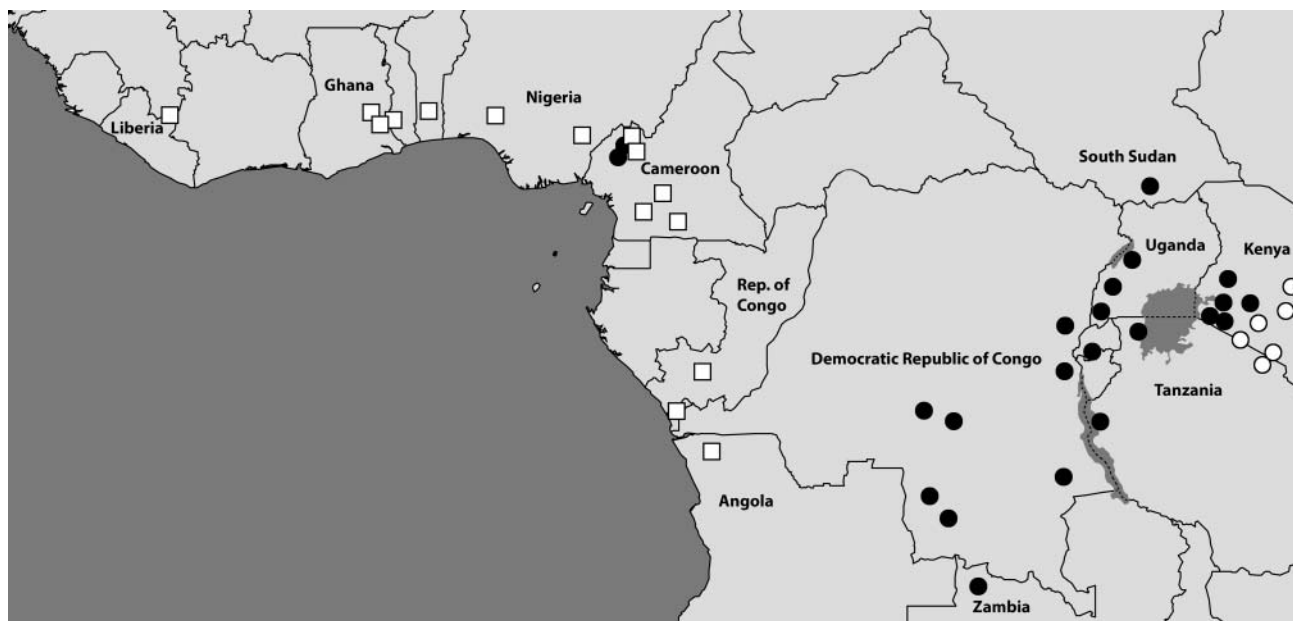 Ghana
Nigeria
Liberia
Cameroon
South Sudan
Uganda
Kenya
Rep. of
Congo
Democratic Republic of Congo
Tanzania
Angola
Zambia